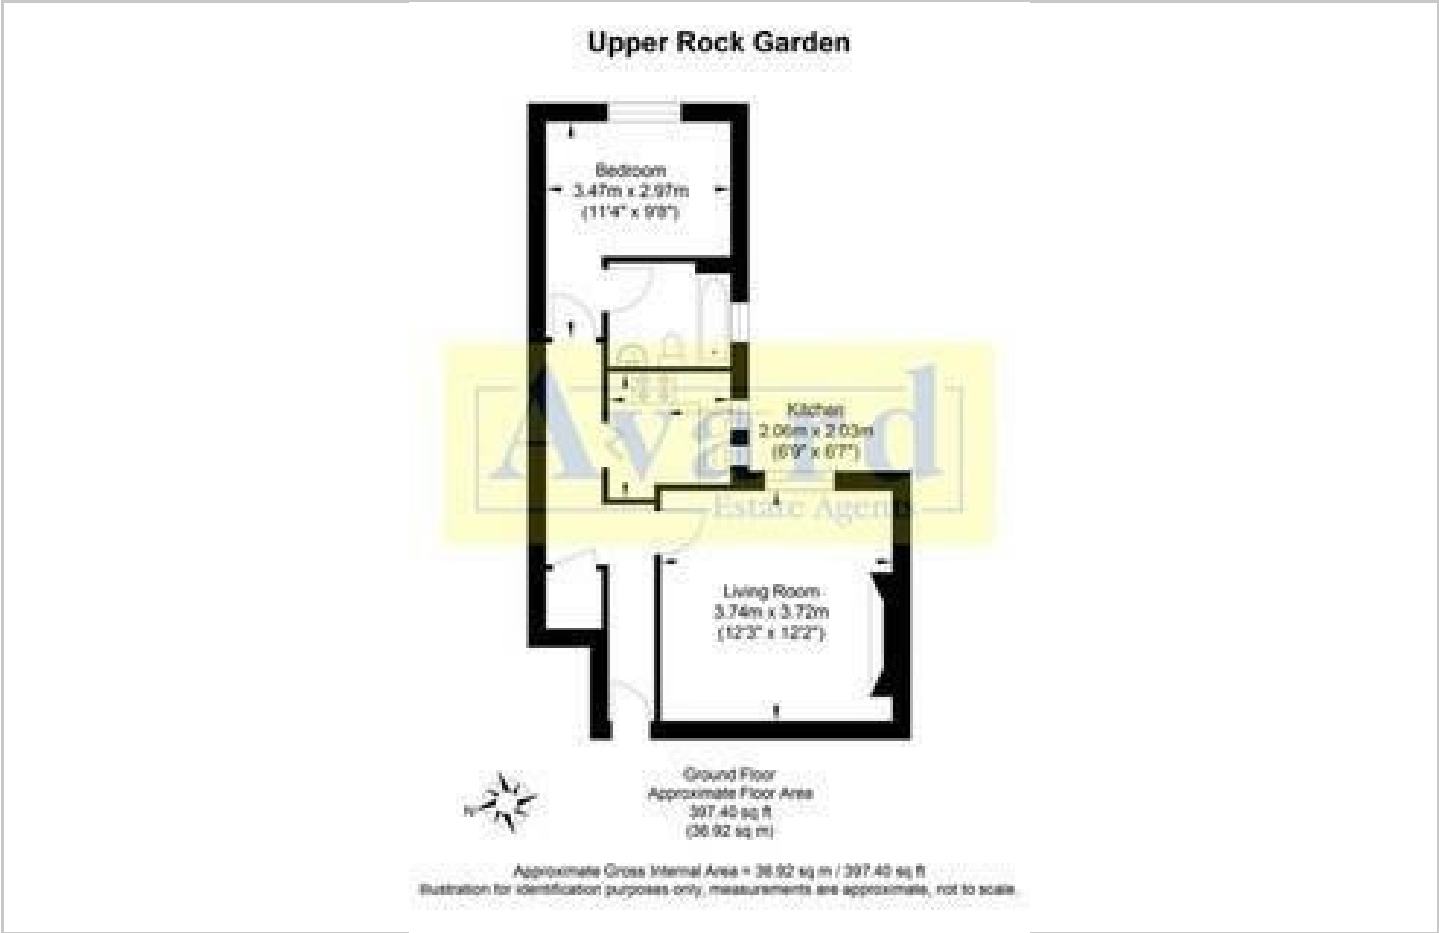 Upper Rock Garden
Bedroom
3.47m x 2.97m
(11'4" x 9'8")
Kitchen
2.06m x 2.03m
(6'9" x 6'7")
Avard
Estate Agents
Living Room
3.74m x 3.72m
(12'3" x 12'2")
N
Ground Floor
Approximate Floor Area
397.40 sq ft
(36.92 sq m)
Approximate Gross Internal Area = 36.92 sq m / 397.40 sq ft
Illustration for identification purposes only, measurements are approximate, not to scale.